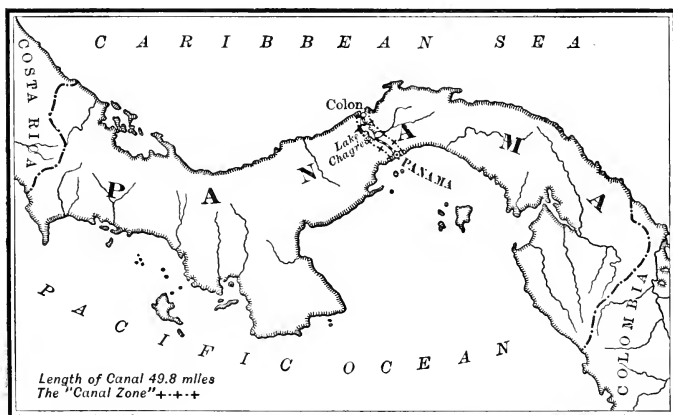 CARIBBEAN SEA
COSTA RICA
Colon
Lake
Chagres
PANAMA
PANAMA
COLOMBIA
PACIFIC OCEAN
Length of Canal 49.8 miles
The "Canal Zone" +-+-+